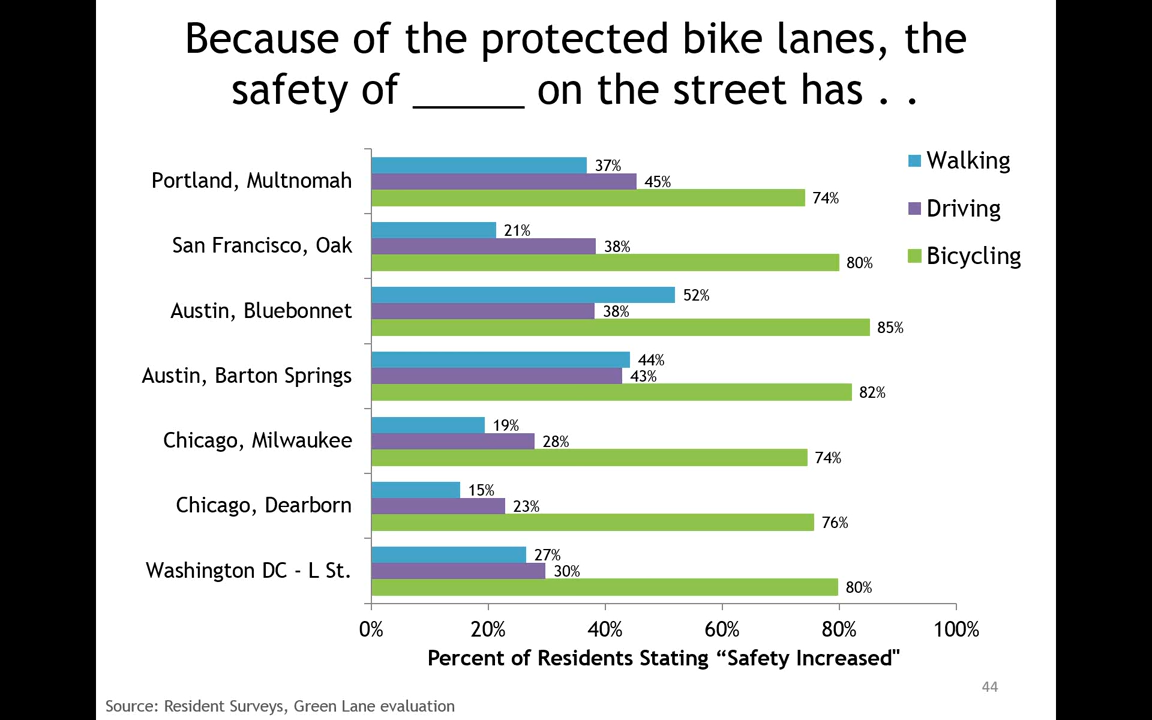 Because of the protected bike lanes, the
safety of _____ on the street has . .
Walking
Driving
Bicycling
Portland, Multnomah
37%
45%
74%
San Francisco, Oak
21%
38%
80%
Austin, Bluebonnet
52%
38%
85%
Austin, Barton Springs
44%
43%
82%
Chicago, Milwaukee
19%
28%
74%
Chicago, Dearborn
15%
23%
76%
Washington DC - L St.
27%
30%
80%
0% 20% 40% 60% 80% 100%
Percent of Residents Stating “Safety Increased"
44
Source: Resident Surveys, Green Lane evaluation